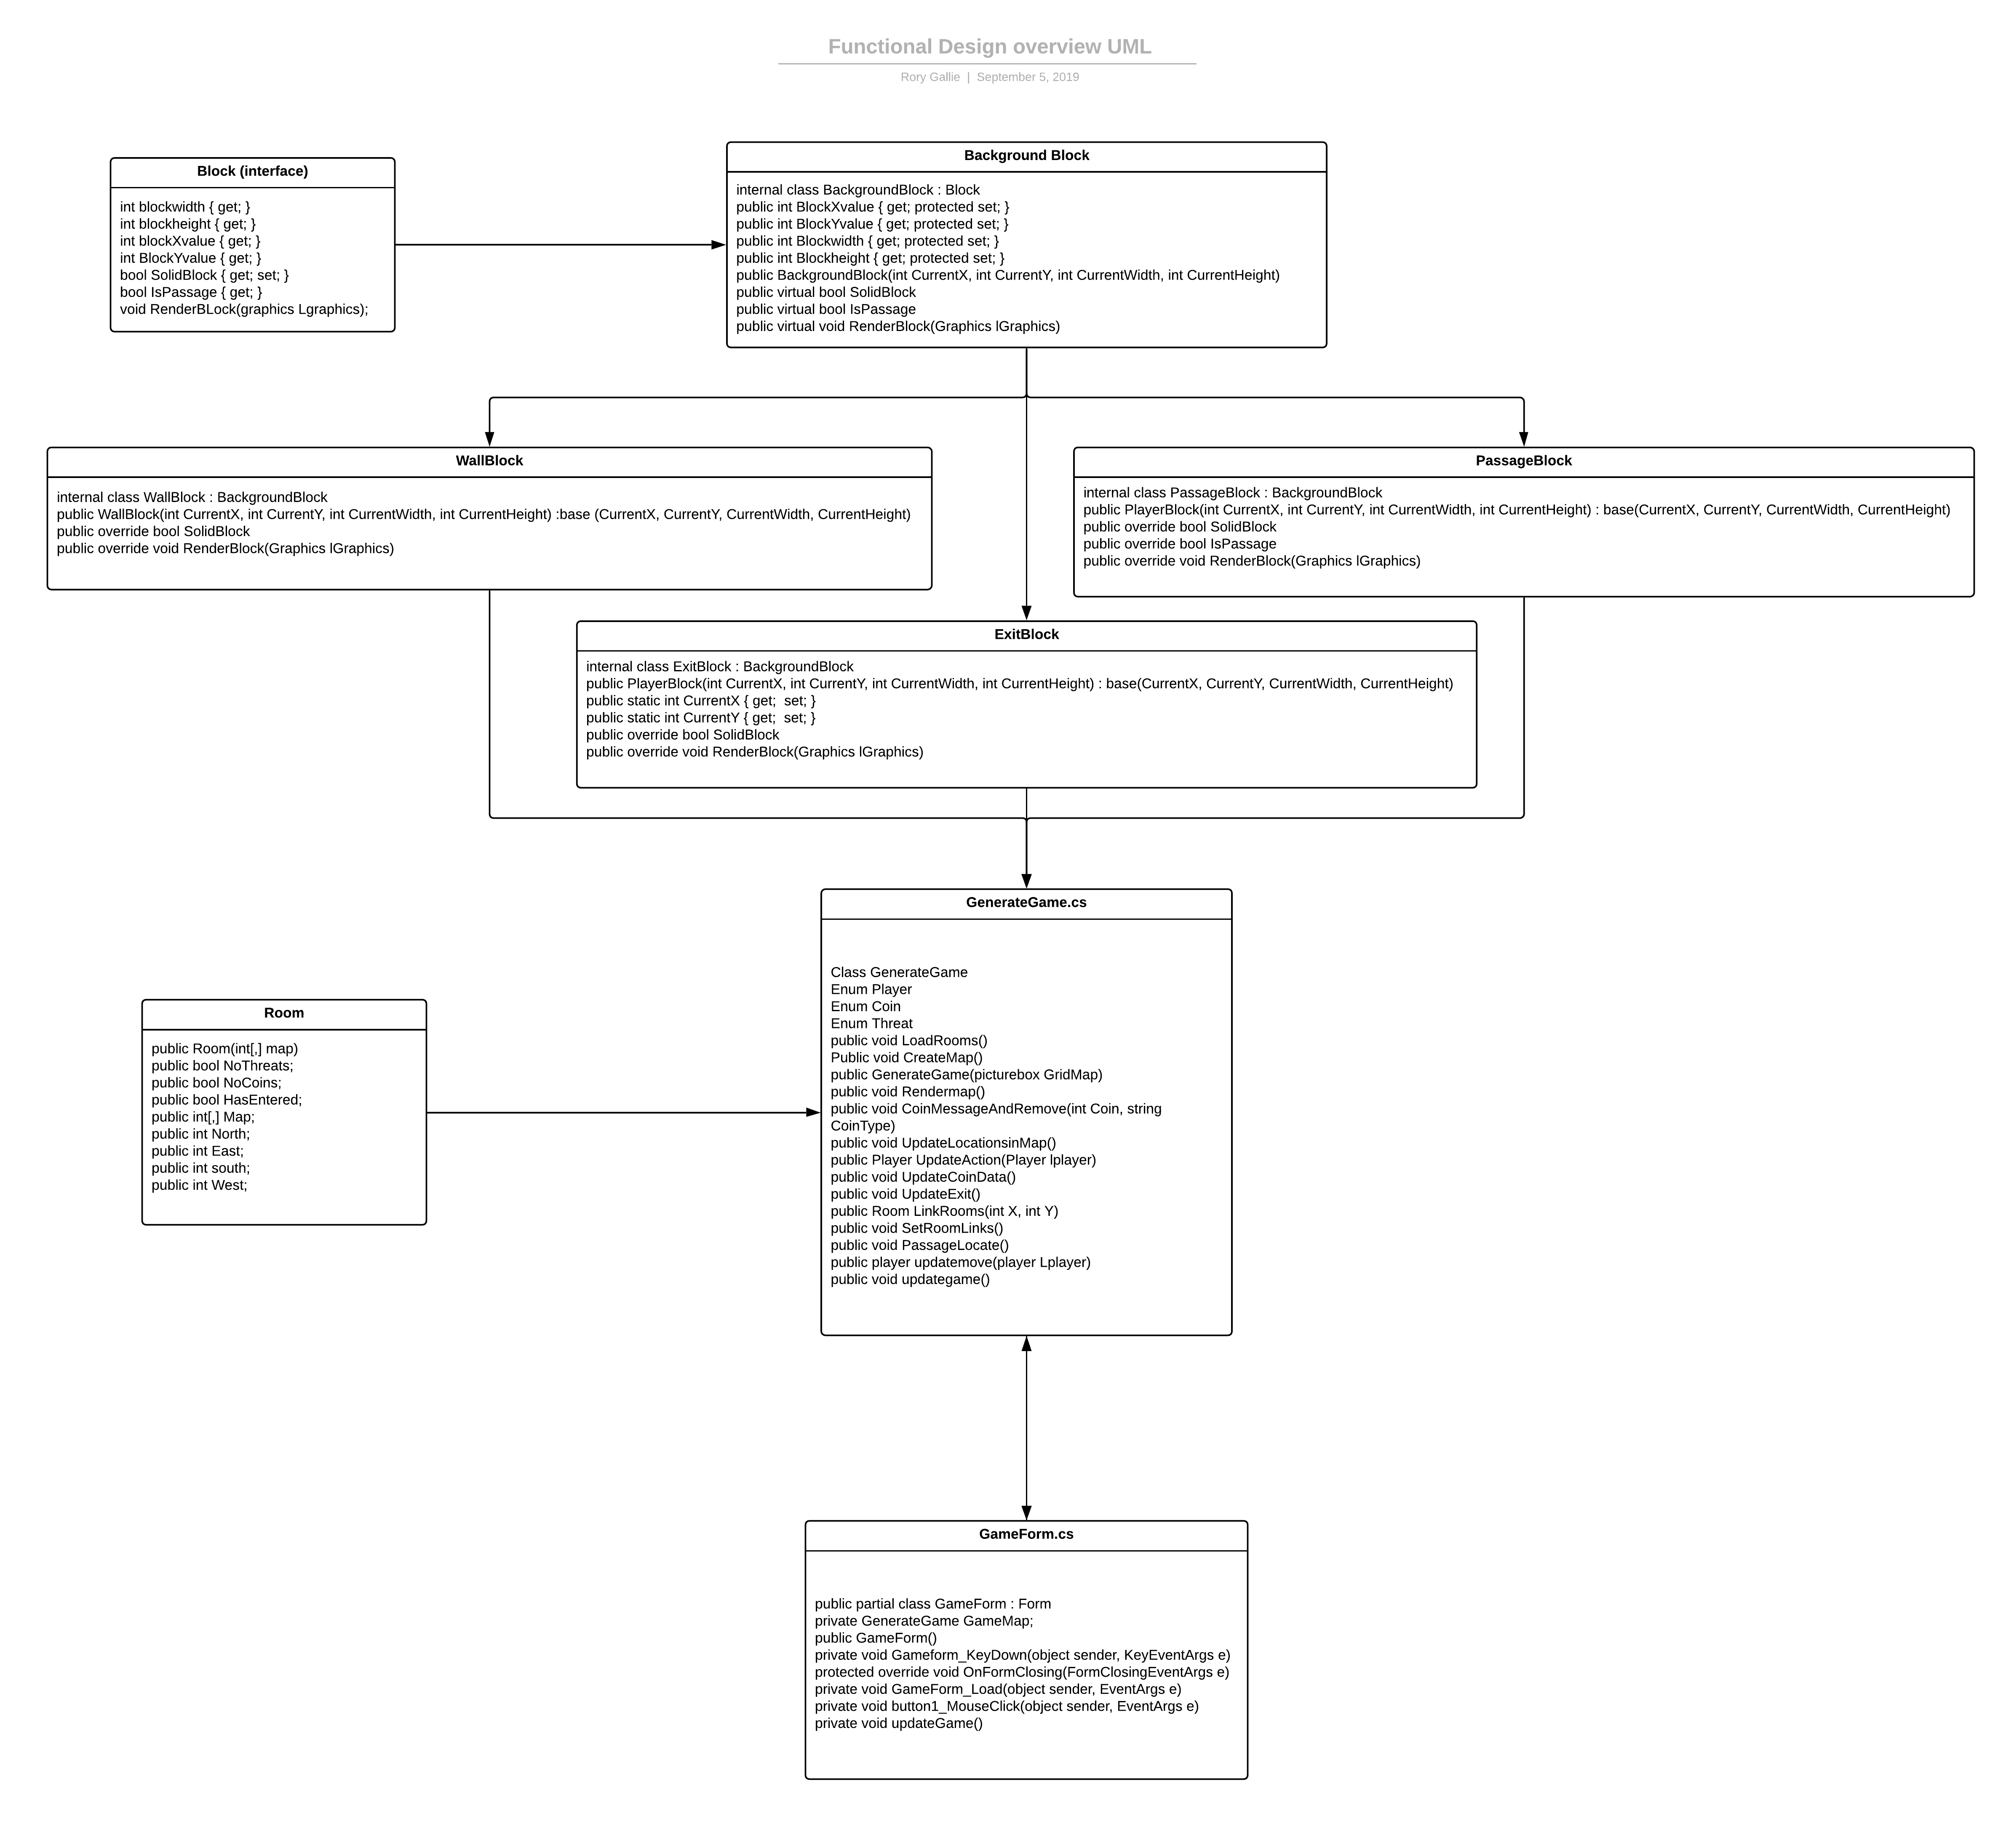 Functional Design overview UML
Rory Gallie | September 5, 2019
Block (interface)
int blockwidth { get; }
int blockheight { get; }
int blockXvalue { get; }
int BlockYvalue { get; }
bool SolidBlock { get; set; }
bool IsPassage { get; }
void RenderBLock(graphics Lgraphics);
Background Block
internal class BackgroundBlock : Block
public int BlockXvalue { get; protected set; }
public int BlockYvalue { get; protected set; }
public int Blockwidth { get; protected set; }
public int Blockheight { get; protected set; }
public BackgroundBlock(int CurrentX, int CurrentY, int CurrentWidth, int CurrentHeight)
public virtual bool SolidBlock
public virtual bool IsPassage
public virtual void RenderBlock(Graphics lGraphics)
WallBlock
internal class WallBlock : BackgroundBlock
public WallBlock(int CurrentX, int CurrentY, int CurrentWidth, int CurrentHeight) :base (CurrentX, CurrentY, CurrentWidth, CurrentHeight)
public override bool SolidBlock
public override void RenderBlock(Graphics lGraphics)
PassageBlock
internal class PassageBlock : BackgroundBlock
public PlayerBlock(int CurrentX, int CurrentY, int CurrentWidth, int CurrentHeight) : base(CurrentX, CurrentY, CurrentWidth, CurrentHeight)
public override bool SolidBlock
public override bool IsPassage
public override void RenderBlock(Graphics lGraphics)
ExitBlock
internal class ExitBlock : BackgroundBlock
public PlayerBlock(int CurrentX, int CurrentY, int CurrentWidth, int CurrentHeight) : base(CurrentX, CurrentY, CurrentWidth, CurrentHeight)
public static int CurrentX { get;  set; }
public static int CurrentY { get;  set; }
public override bool SolidBlock
public override void RenderBlock(Graphics lGraphics)
GenerateGame.cs
Class GenerateGame
Enum Player
Enum Coin
Enum Threat
public void LoadRooms()
Public void CreateMap()
public GenerateGame(picturebox GridMap)
public void Rendermap()
public void CoinMessageAndRemove(int Coin, string
CoinType)
public void UpdateLocationsinMap()
public Player UpdateAction(Player lplayer)
public void UpdateCoinData()
public void UpdateExit()
public Room LinkRooms(int X, int Y)
public void SetRoomLinks()
public void PassageLocate()
public player updatemove(player Lplayer)
public void updategame()
Room
public Room(int[,] map)
public bool NoThreats;
public bool NoCoins;
public bool HasEntered;
public int[,] Map;
public int North;
public int East;
public int south;
public int West;
GameForm.cs
public partial class GameForm : Form
private GenerateGame GameMap;
public GameForm()
private void Gameform_KeyDown(object sender, KeyEventArgs e)
protected override void OnFormClosing(FormClosingEventArgs e)
private void GameForm_Load(object sender, EventArgs e)
private void button1_MouseClick(object sender, EventArgs e)
private void updateGame()